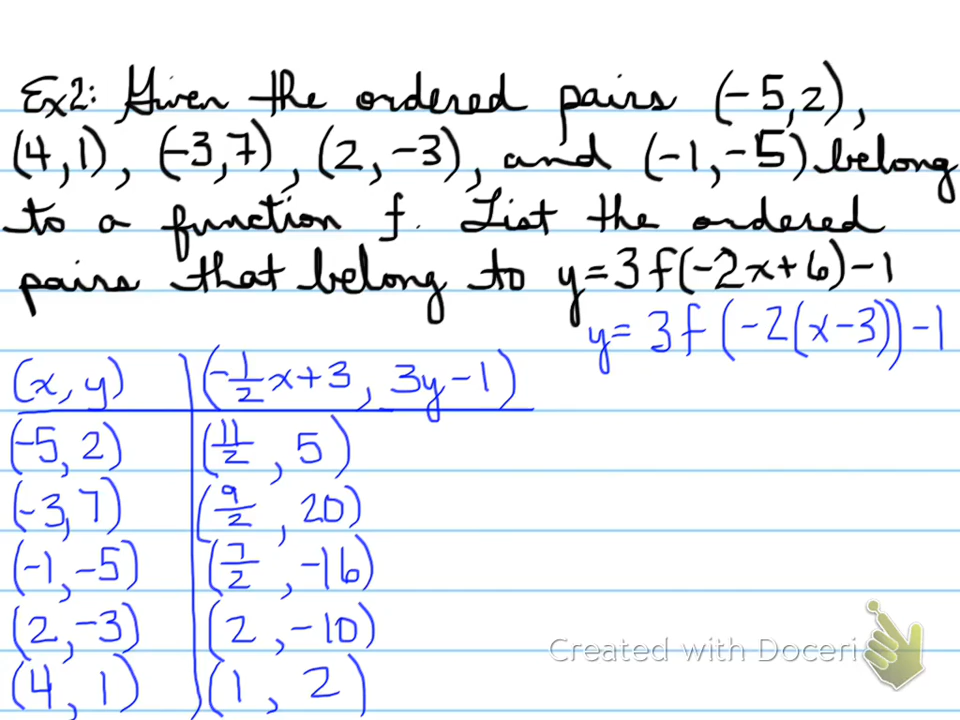 Ex2: Given the ordered pairs (-5,2),
(4,1), (-3,7), (2,-3), and (-1,-5) belong
to a function f. List the ordered
pairs that belong to y=3f(-2x+6)-1
y= 3f(-2(x-3))-1
(x,y) | (-1/2x+3, 3y-1)
(-5,2) | (11/2, 5)
(-3,7) | (9/2, 20)
(-1,-5) | (7/2, -16)
(2,-3) | (2, -10)
Created with Doceri
(4,1) | (1, 2)